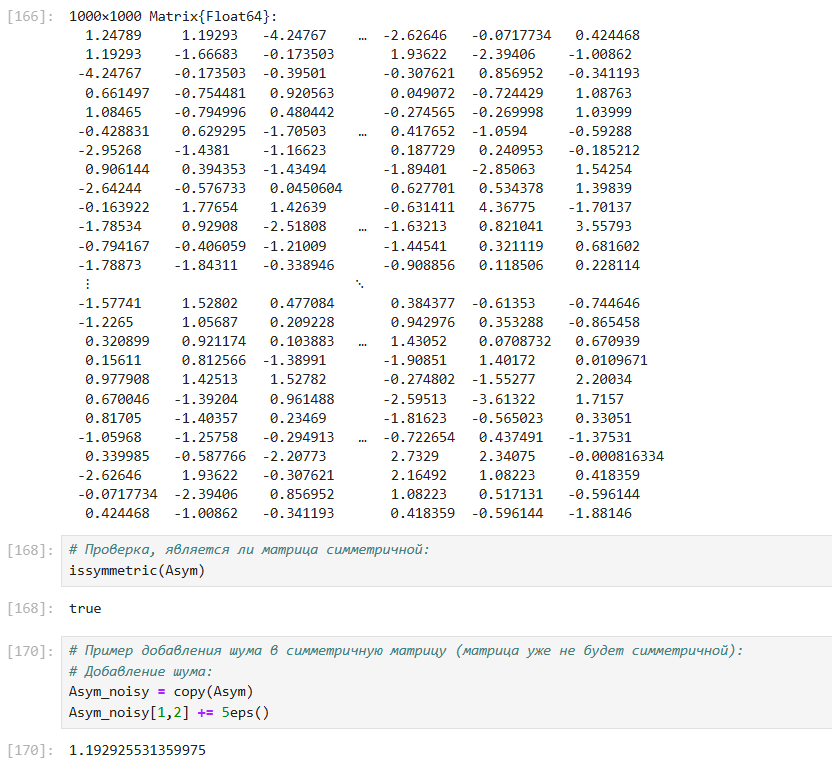 [166]: 1000×1000 Matrix{Float64}:
1.24789 1.19293 -4.24767 … -2.62646 -0.0717734 0.424468
1.19293 -1.66683 -0.173503 1.93622 -2.39406 -1.00862
-4.24767 -0.173503 -0.39501 -0.307621 0.856952 -0.341193
0.661497 -0.754481 0.920563 0.049072 -0.724429 1.08763
1.08465 -0.794996 0.480442 -0.274565 -0.269998 1.03999
-0.428831 0.629295 -1.70503 … 0.417652 -1.0594 -0.59288
-2.95268 -1.4381 -1.16623 0.187729 0.240953 -0.185212
0.906144 0.394353 -1.43494 -1.89401 -2.85063 1.54254
-2.64244 -0.576733 0.0450604 0.627701 0.534378 1.39839
-0.163922 1.77654 1.42639 -0.631411 4.36775 -1.70137
-1.78534 0.92908 -2.51808 … -1.63213 0.821041 3.55793
-0.794167 -0.406059 -1.21009 -1.44541 0.321119 0.681602
-1.78873 -1.84311 -0.338946 -0.908856 0.118506 0.228114
⋮ ⋱
-1.57741 1.52802 0.477084 0.384377 -0.61353 -0.744646
-1.2265 1.05687 0.209228 0.942976 0.353288 -0.865458
0.320899 0.921174 0.103883 … 1.43052 0.0708732 0.670939
0.15611 0.812566 -1.38991 -1.90851 1.40172 0.0109671
0.977908 1.42513 1.52782 -0.274802 -1.55277 2.20034
0.670046 -1.39204 0.961488 -2.59513 -3.61322 1.7157
0.81705 -1.40357 0.23469 -1.81623 -0.565023 0.33051
-1.05968 -1.25758 -0.294913 … -0.722654 0.437491 -1.37531
0.339985 -0.587766 -2.20773 2.7329 2.34075 -0.000816334
-2.62646 1.93622 -0.307621 2.16492 1.08223 0.418359
-0.0717734 -2.39406 0.856952 1.08223 0.517131 -0.596144
0.424468 -1.00862 -0.341193 0.418359 -0.596144 -1.88146
[168]: # Проверка, является ли матрица симметричной:
issymmetric(Asym)
[168]: true
[170]: # Пример добавления шума в симметричную матрицу (матрица уже не будет симметричной):
# Добавление шума:
Asym_noisy = copy(Asym)
Asym_noisy[1,2] += 5eps()
[170]: 1.192925531359975